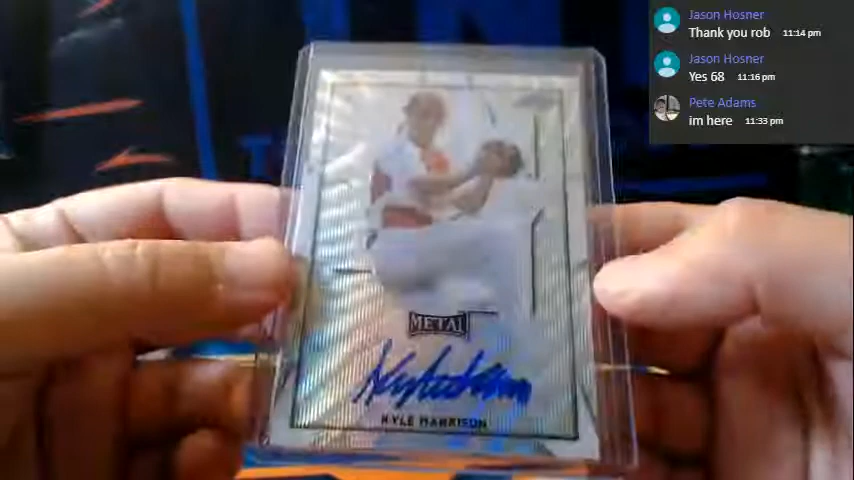 Jason Hosner
Thank you rob 11:14 pm
Jason Hosner
Yes 68 11:16 pm
Pete Adams
im here 11:33 pm
METAL
KYLE HARRISON